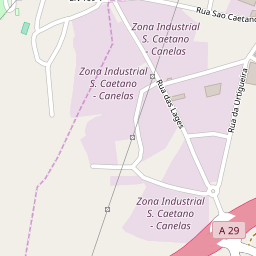 Rua São Caetano
Zona Industrial
S. Caetano
- Canelas
Zona Industrial
S. Caetano
- Canelas
Rua das Lages
Rua da Urtigueira
Zona Industrial
S. Caetano
- Canelas
A 29